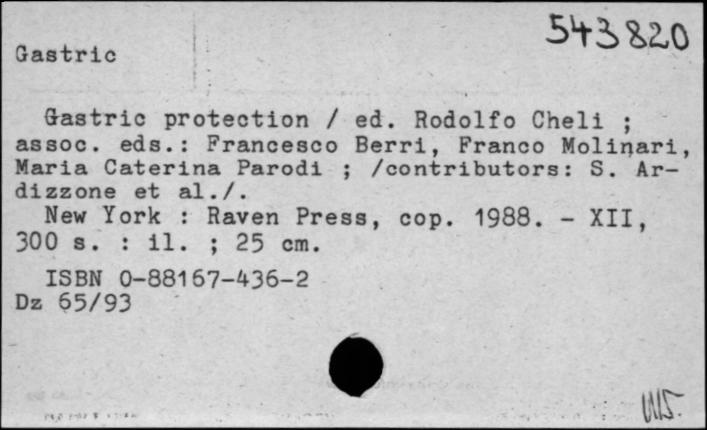 543820
Gastric
Gastric protection / ed. Rodolfo Cheli ;
assoc. eds.: Francesco Berri, Franco Molinari,
Maria Caterina Parodi ; /contributors: S. Ar-
dizzone et al./.
New York : Raven Press, cop. 1988. - XII,
300 s. : il. ; 25 cm.
ISBN 0-88167-436-2
Dz 65/93